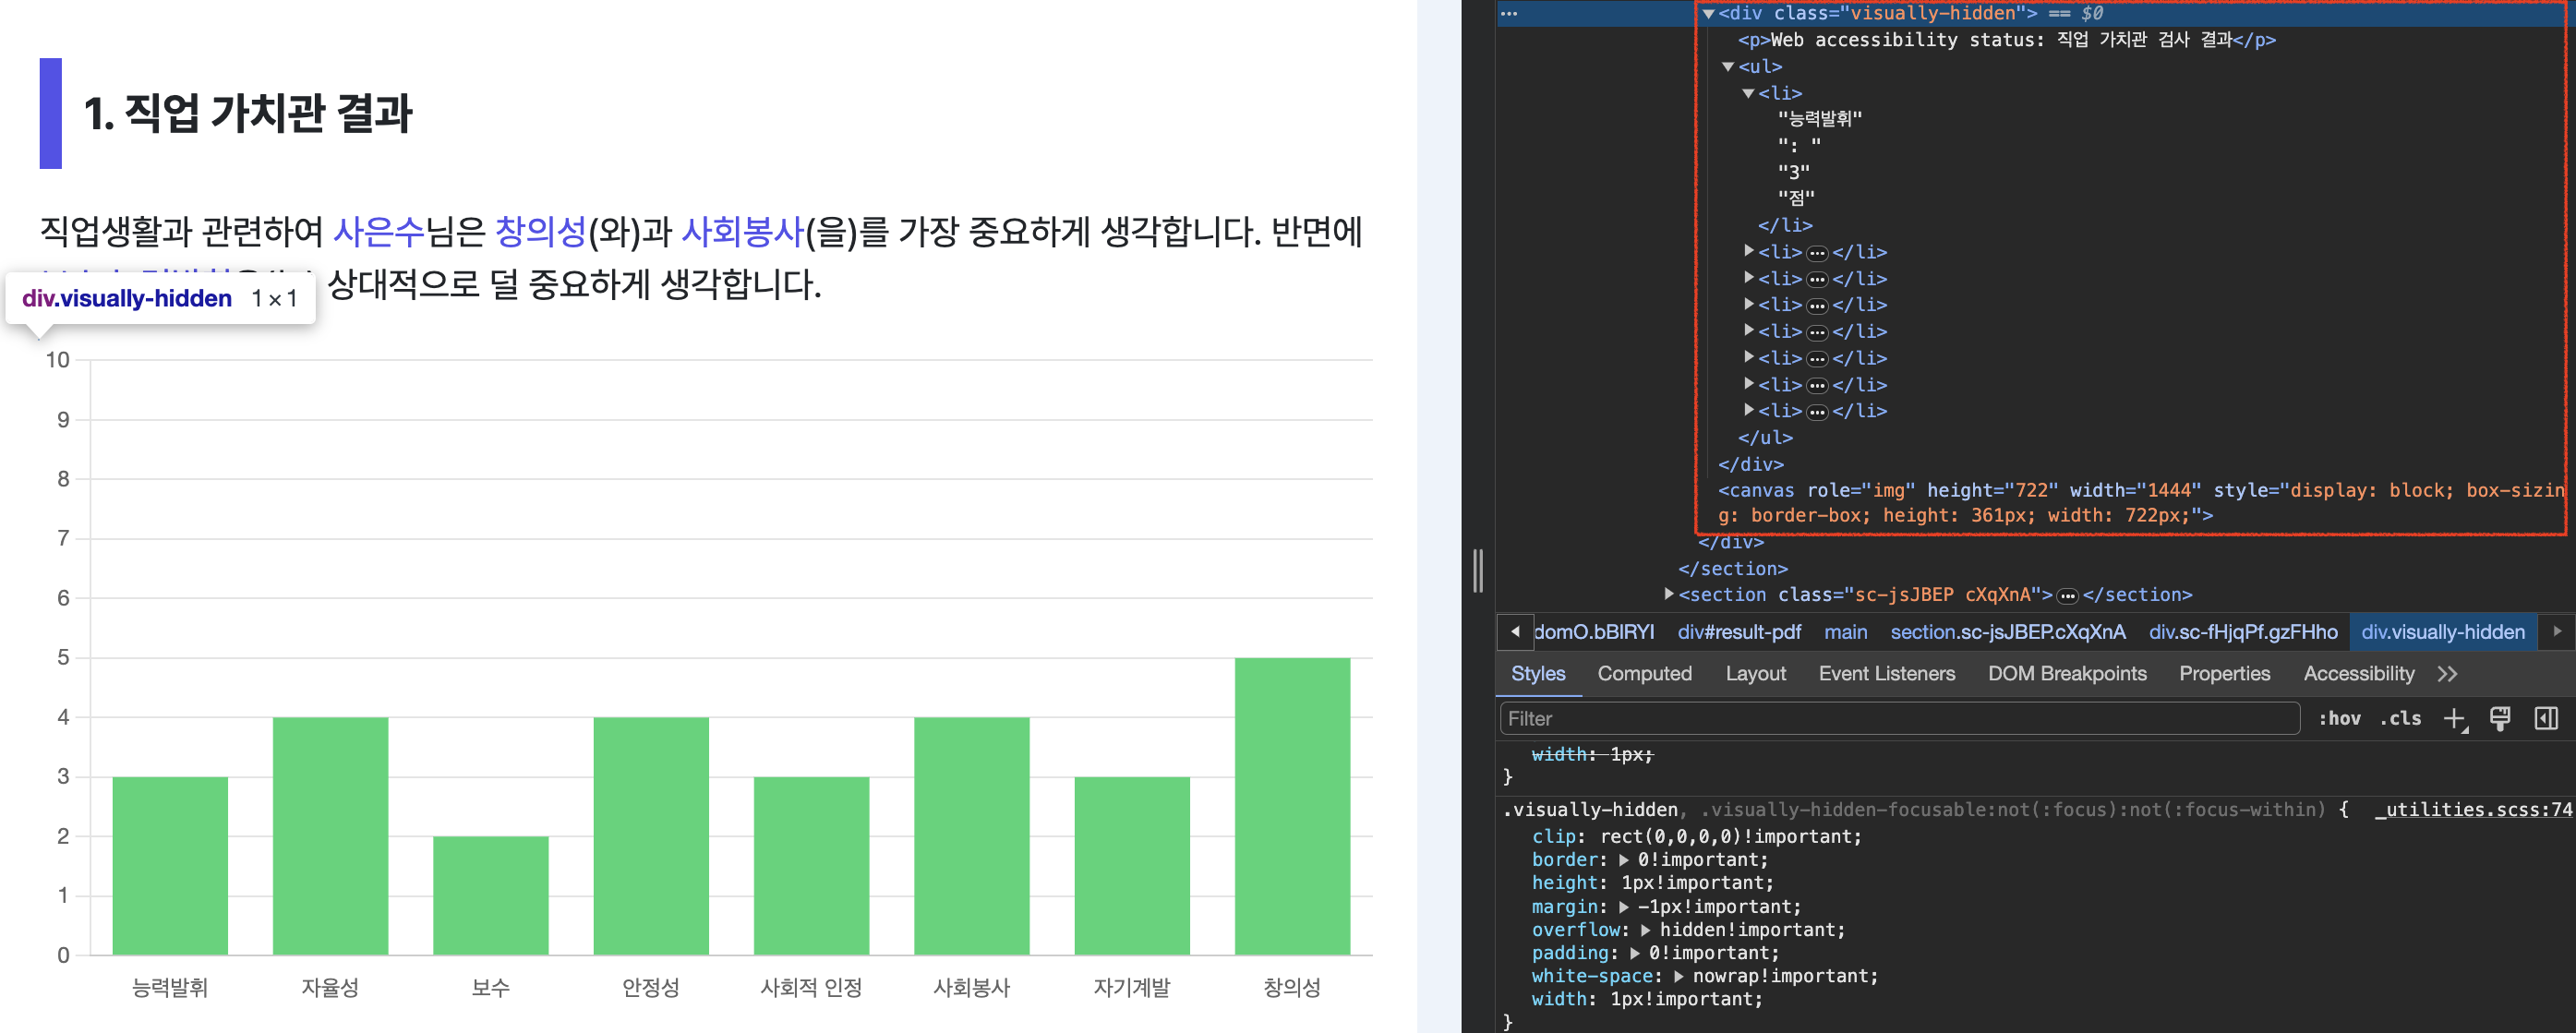 1. 직업 가치관 결과
직업생활과 관련하여 사은수님은 창의성(와)과 사회봉사(을)를 가장 중요하게 생각합니다. 반면에
상대적으로 덜 중요하게 생각합니다.
div.visually-hidden 1×1
10
9
8
7
6
5
4
3
2
1
0
능력발휘 자율성 보수 안정성 사회적 인정 사회봉사 자기계발 창의성
<div class="visually-hidden"> == $0
<p>Web accessibility status: 직업 가치관 검사 결과</p>
<ul>
<li>
"능력발휘"
": "
"3"
"점"
</li>
<li>…</li>
<li>…</li>
<li>…</li>
<li>…</li>
<li>…</li>
<li>…</li>
<li>…</li>
</ul>
</div>
<canvas role="img" height="722" width="1444" style="display: block; box-sizin
g: border-box; height: 361px; width: 722px;">
</div>
</section>
<section class="sc-jsJBEP cXqXnA">…</section>
domO.bBIRYI div#result-pdf main section.sc-jsJBEP.cXqXnA div.sc-fHjqPf.gzFHho div.visually-hidden
Styles Computed Layout Event Listeners DOM Breakpoints Properties Accessibility
Filter :hov .cls
width: 1px;
}
.visually-hidden, .visually-hidden-focusable:not(:focus):not(:focus-within) { _utilities.scss:74
clip: rect(0,0,0,0)!important;
border: 0!important;
height: 1px!important;
margin: -1px!important;
overflow: hidden!important;
padding: 0!important;
white-space: nowrap!important;
width: 1px!important;
}